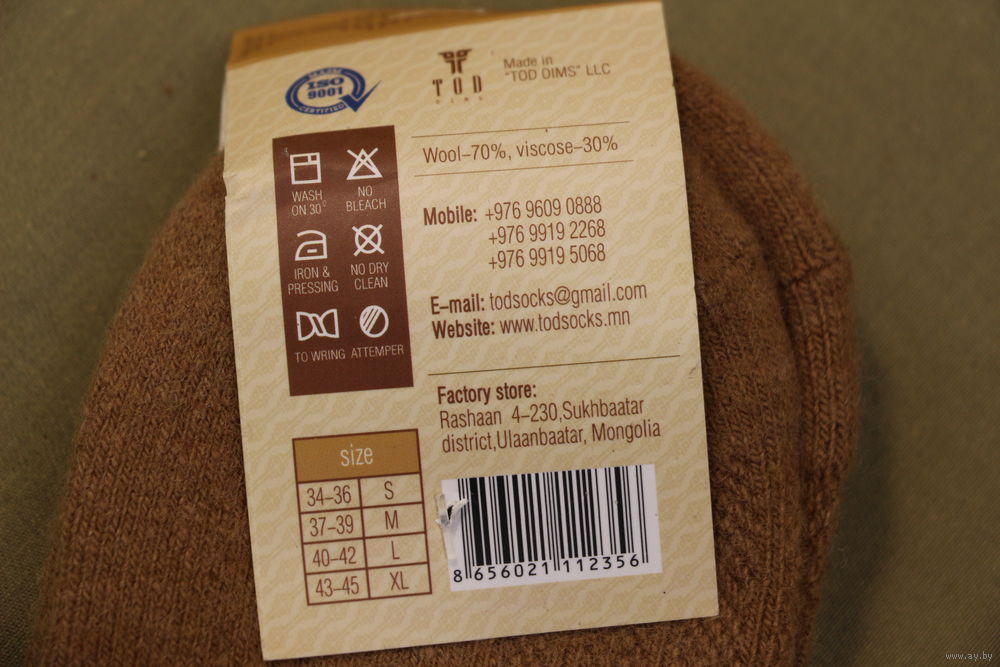 MAIN
ISO
9001
CERTIFIED
TOD
DIMS
Made in
"TOD DIMS" LLC
WASH
ON 30°
NO
BLEACH
IRON &
PRESSING
NO DRY
CLEAN
TO WRING
ATTEMPER
Wool-70%, viscose-30%
Mobile: +976 9609 0888
+976 9919 2268
+976 9919 5068
E-mail: todsocks@gmail.com
Website: www.todsocks.mn
Factory store:
Rashaan 4-230,Sukhbaatar
district,Ulaanbaatar, Mongolia
size
34-36 S
37-39 M
40-42 L
43-45 XL
8 656021 112356
www.ay.by